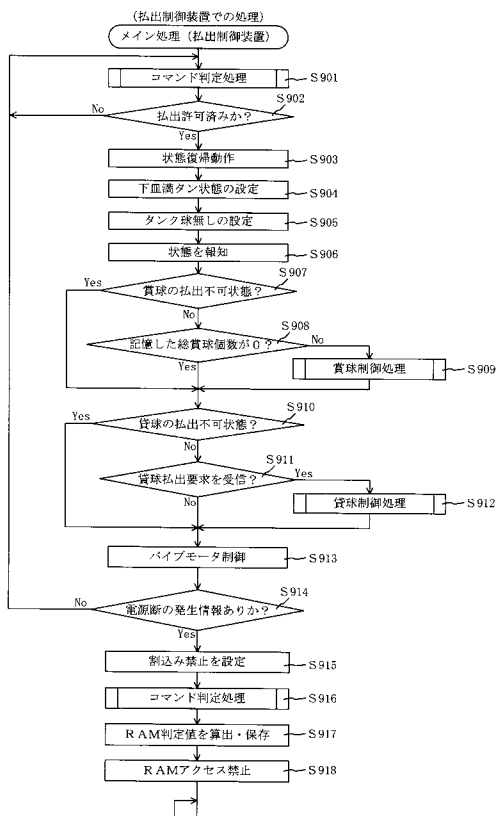 (払出制御装置での処理)
メイン処理(払出制御装置)
コマンド判定処理
S901
S902
払出許可済みか?
No
Yes
状態復帰動作
S903
下皿満タン状態の設定
S904
タンク球無しの設定
S905
状態を報知
S906
S907
賞球の払出不可状態?
Yes
No
S908
記憶した総賞球個数が0?
No
Yes
賞球制御処理
S909
S910
貸球の払出不可状態?
Yes
No
S911
貸球払出要求を受信?
Yes
No
貸球制御処理
S912
バイブモータ制御
S913
S914
電源断の発生情報ありか?
No
Yes
割込み禁止を設定
S915
コマンド判定処理
S916
RAM判定値を算出・保存
S917
RAMアクセス禁止
S918